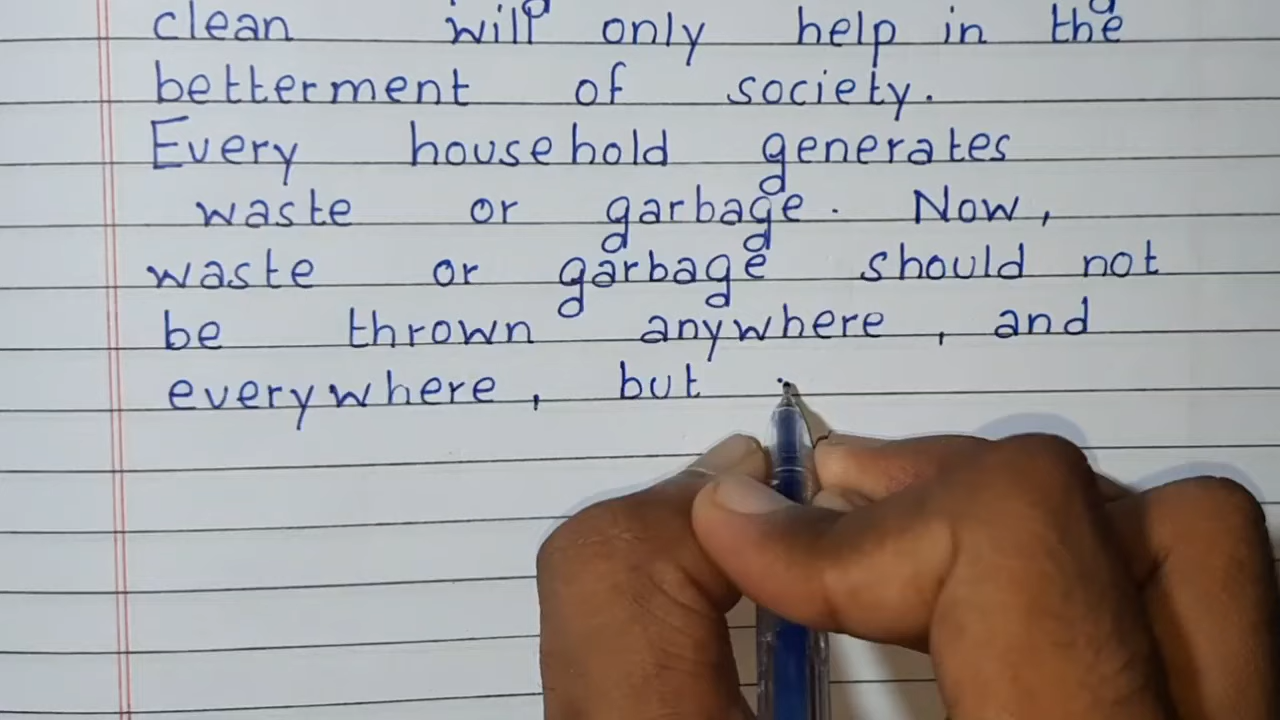 clean will only help in the
betterment of society.
Every household generates
waste or garbage. Now,
waste or garbage should not
be thrown anywhere, and
everywhere, but